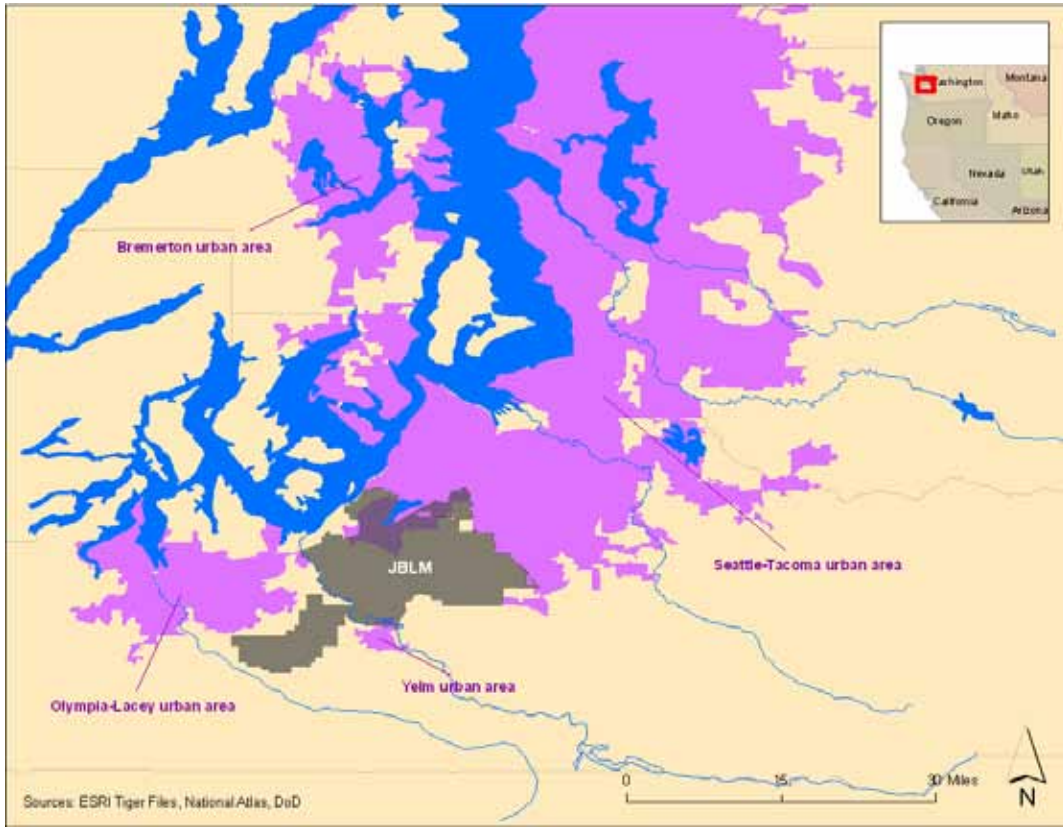 Washington
Montana
Oregon
Idaho
Nevada
Utah
California
Arizona
Bremerton urban area
JBLM
Seattle-Tacoma urban area
Yelm urban area
Olympia-Lacey urban area
0 15 30 Miles
N
Sources: ESRI Tiger Files, National Atlas, DoD